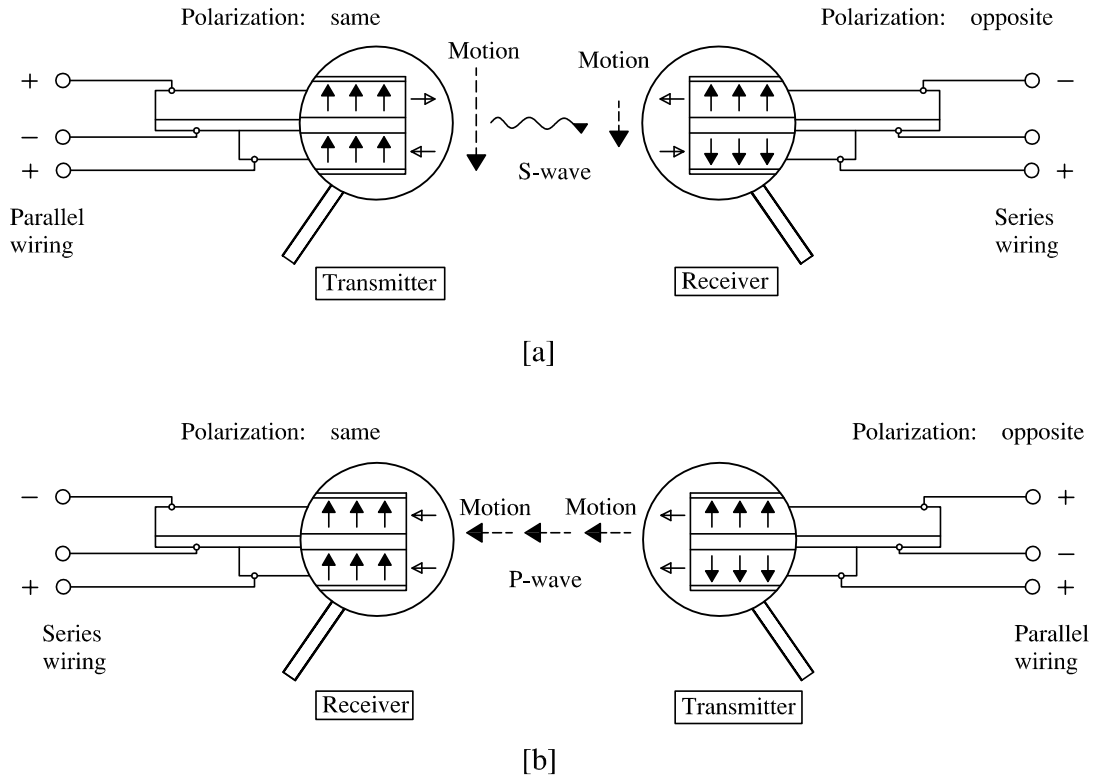 Polarization: same
Polarization: opposite
Motion
Motion
+
−
−
+
+
S-wave
Parallel
wiring
Series
wiring
Transmitter
Receiver
[a]
Polarization: same
Polarization: opposite
−
+
Motion
Motion
−
+
+
P-wave
Series
wiring
Parallel
wiring
Receiver
Transmitter
[b]